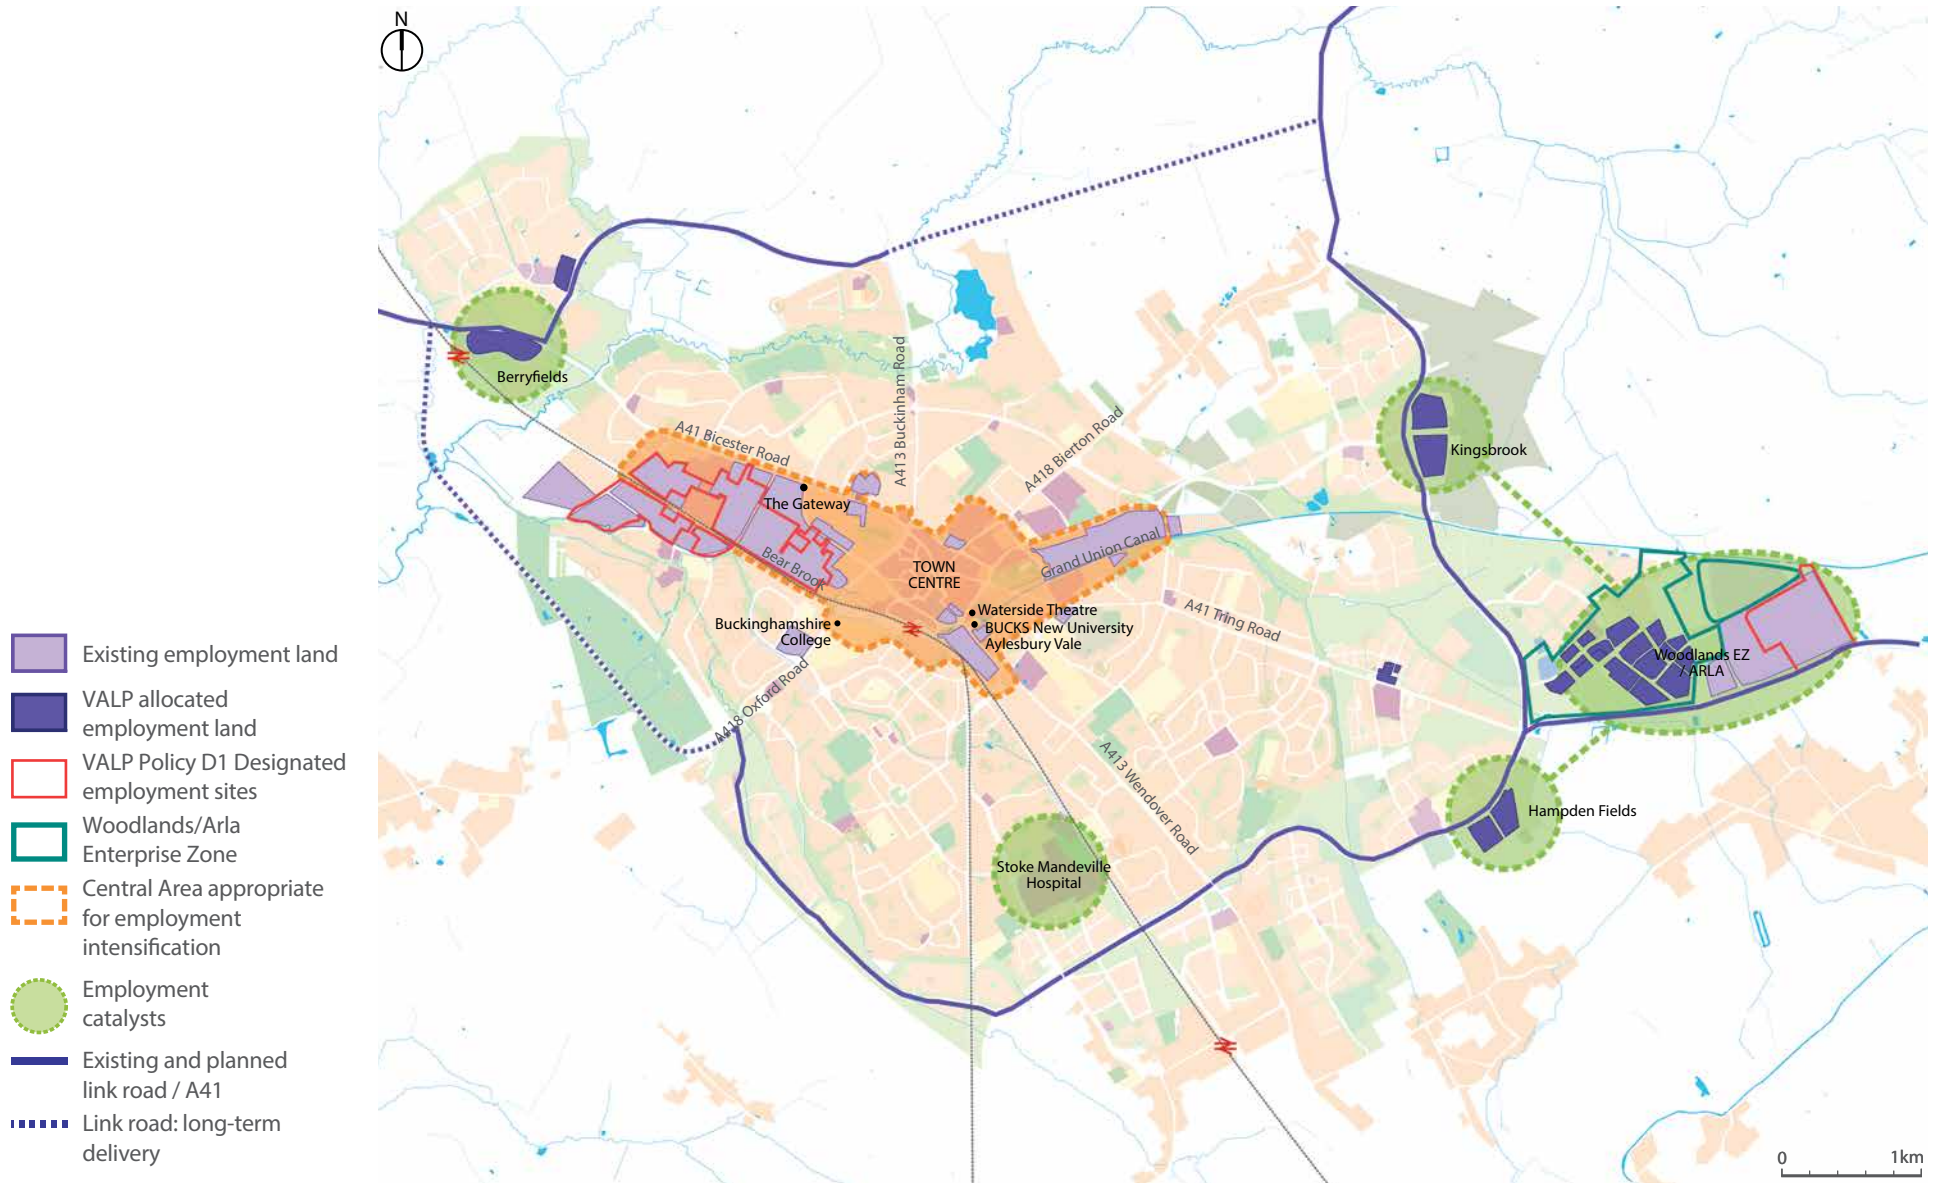 N
Berryfields
A41 Bicester Road
A413 Buckinham Road
A418 Bierton Road
The Gateway
Bear Brook
TOWN
CENTRE
Grand Union Canal
Kingsbrook
Waterside Theatre
BUCKS New University
Aylesbury Vale
Buckinghamshire
College
A41 Tring Road
A418 Oxford Road
Woodlands EZ
/ ARLA
A413 Wendover Road
Hampden Fields
Stoke Mandeville
Hospital
Existing employment land
VALP allocated
employment land
VALP Policy D1 Designated
employment sites
Woodlands/Arla
Enterprise Zone
Central Area appropriate
for employment
intensification
Employment
catalysts
Existing and planned
link road / A41
Link road: long-term
delivery
0 1km